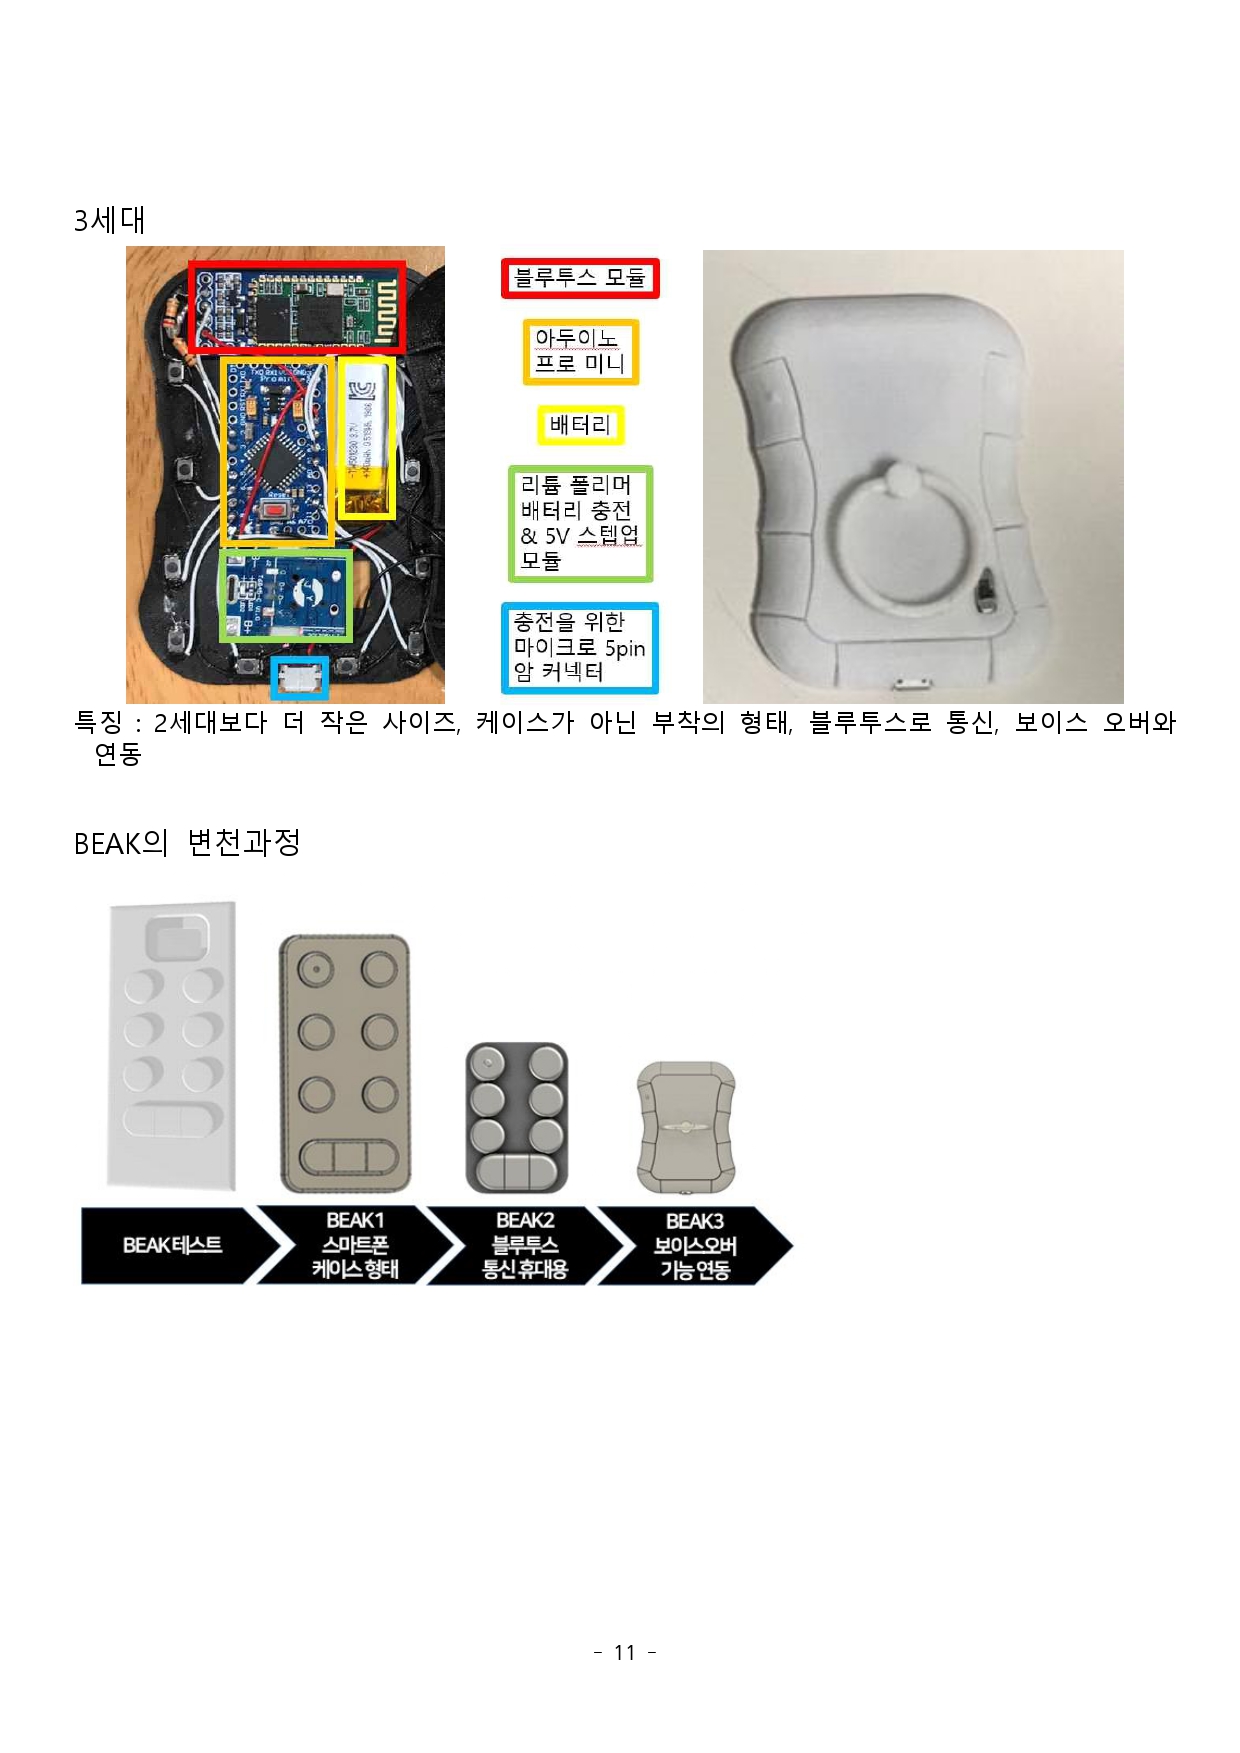 3세대
블루투스 모듈
아두이노
프로 미니
배터리
리튬 폴리머
배터리 충전
& 5V 스텝업
모듈
충전을 위한
마이크로 5pin
암 커넥터
특징 : 2세대보다 더 작은 사이즈, 케이스가 아닌 부착의 형태, 블루투스로 통신, 보이스 오버와
연동
BEAK의 변천과정
BEAK테스트
BEAK1
스마트폰
케이스 형태
BEAK2
블루투스
통신 휴대용
BEAK3
보이스오버
기능 연동
- 11 -